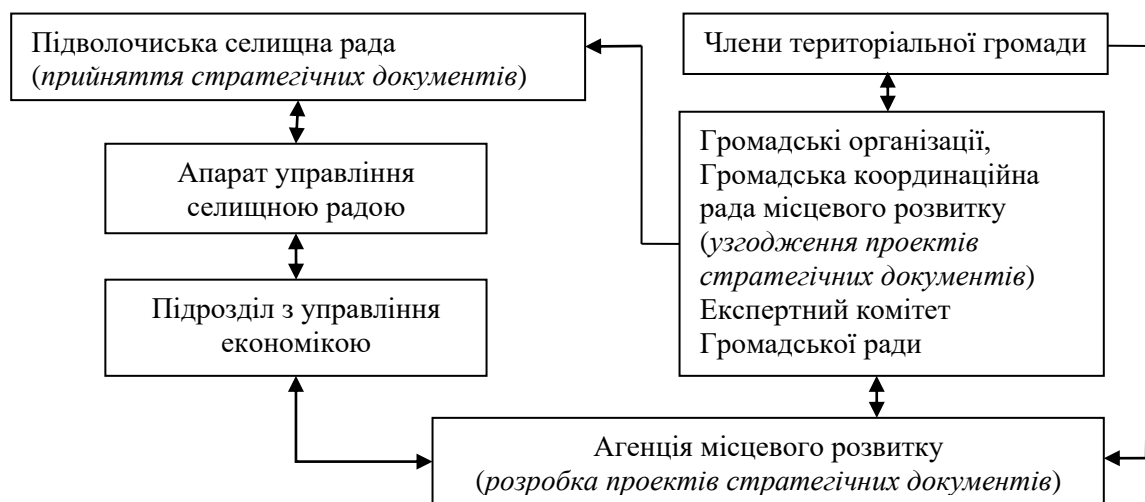 Підволочиська селищна рада
(прийняття стратегічних документів)
Члени територіальної громади
Апарат управління
селищною радою
Громадські організації,
Громадська координаційна
рада місцевого розвитку
(узгодження проектів
стратегічних документів)
Експертний комітет
Громадської ради
Підрозділ з управління
економікою
Агенція місцевого розвитку
(розробка проектів стратегічних документів)